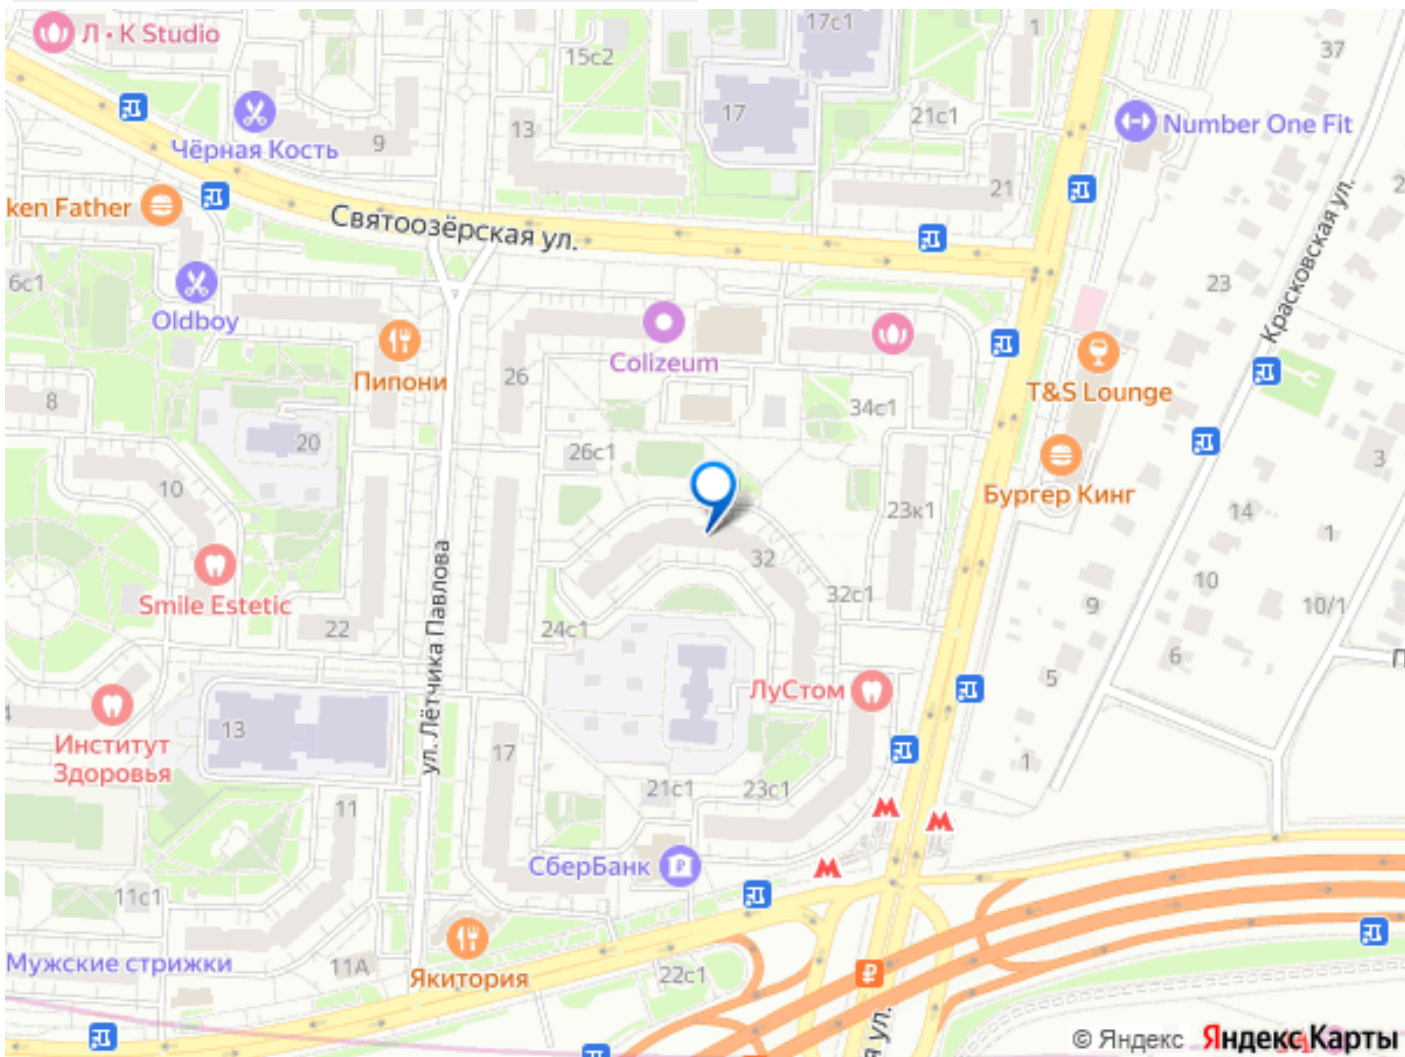 Л • K Studio
17с1
1
37
15с2
Чёрная Кость
9
13
17
21с1
Number One Fit
ken Father
Святоозёрская ул.
21
2
6с1
Oldboy
23
Красковская ул.
Пипони
26
Colizeum
T&S Lounge
8
34с1
20
26с1
3
10
Бургер Кинг
23к1
14
1
32
Smile Estetic
ул. Лётчика Павлова
32с1
10
9
10/1
22
24с1
6
П
5
ЛуСтом
4
13
Институт
Здоровья
17
1
21с1
23с1
11
М
М
СберБанк
М
11с1
Мужские стрижки
11А
Якитория
22с1
я ул.
© Яндекс Яндекс Карты